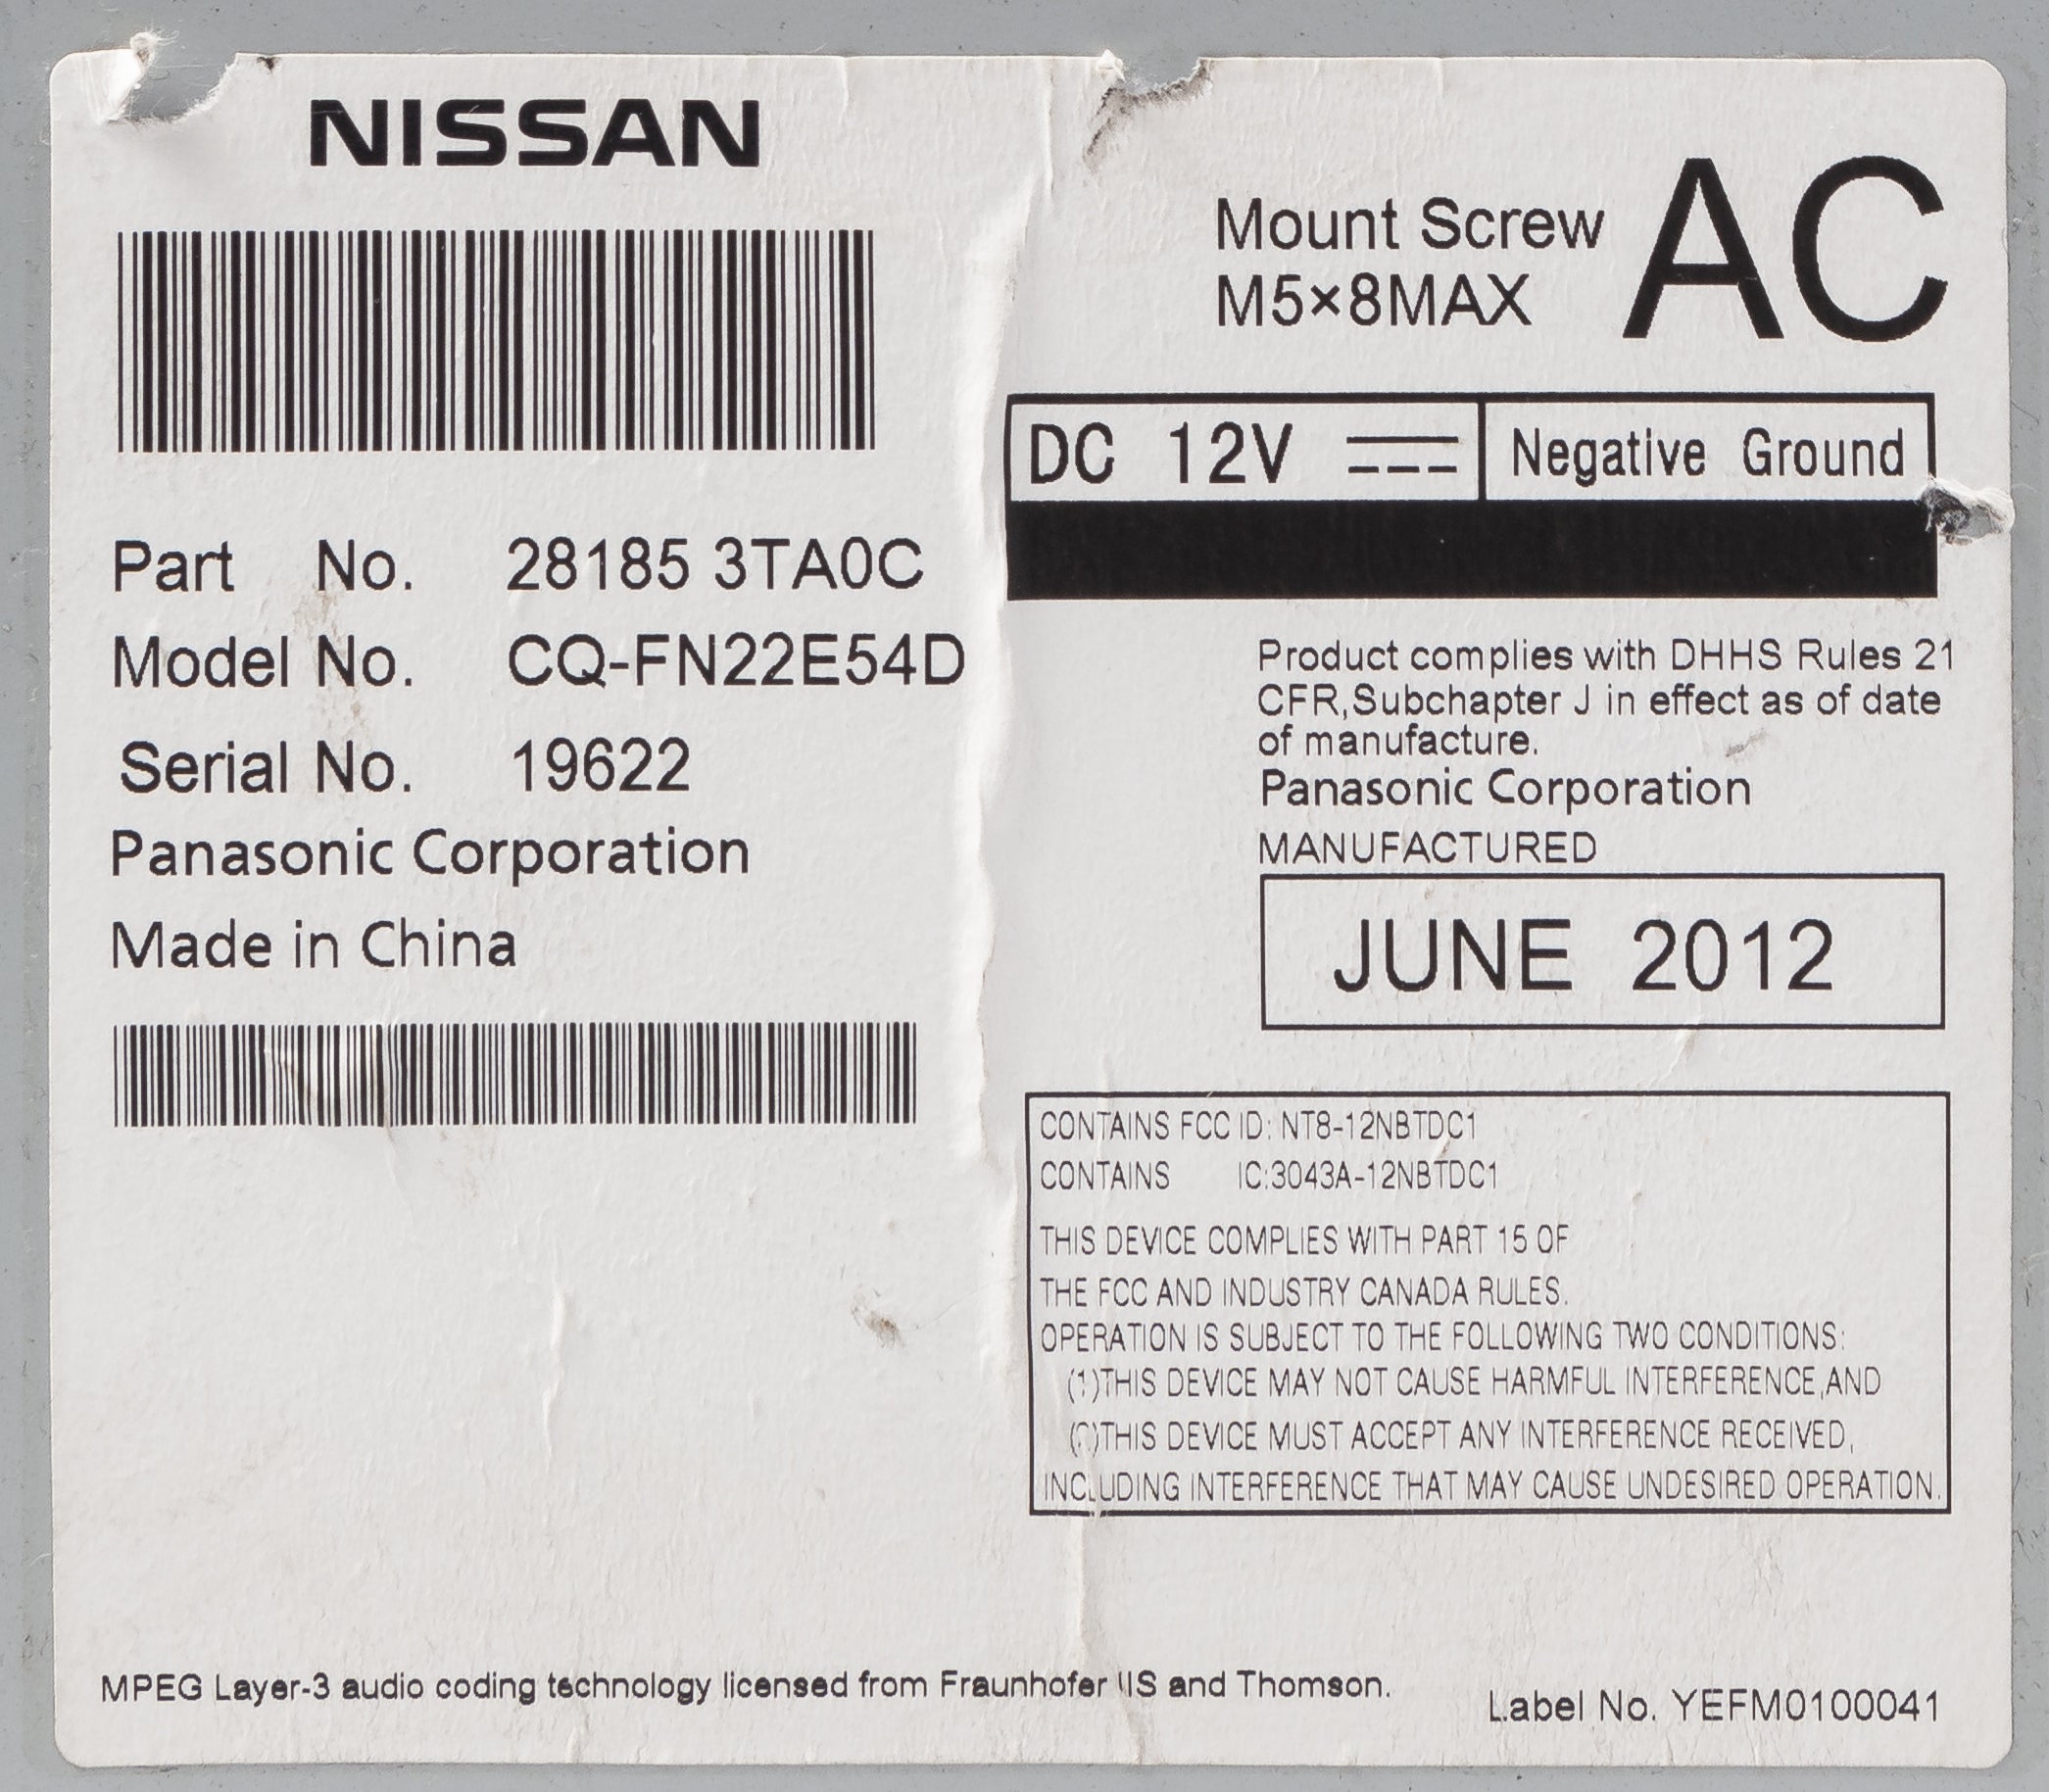 NISSAN
Part No. 28185 3TA0C
Model No. CQ-FN22E54D
Serial No. 19622
Panasonic Corporation
Made in China
Mount Screw
M5×8MAX
AC
DC 12V ⎓ Negative Ground
Product complies with DHHS Rules 21
CFR,Subchapter J in effect as of date
of manufacture.
Panasonic Corporation
MANUFACTURED
JUNE 2012
CONTAINS FCC ID: NT8-12NBTDC1
CONTAINS IC:3043A-12NBTDC1
THIS DEVICE COMPLIES WITH PART 15 OF
THE FCC AND INDUSTRY CANADA RULES.
OPERATION IS SUBJECT TO THE FOLLOWING TWO CONDITIONS:
(1)THIS DEVICE MAY NOT CAUSE HARMFUL INTERFERENCE,AND
(2)THIS DEVICE MUST ACCEPT ANY INTERFERENCE RECEIVED,
INCLUDING INTERFERENCE THAT MAY CAUSE UNDESIRED OPERATION.
MPEG Layer-3 audio coding technology licensed from Fraunhofer IIS and Thomson.
Label No. YEFM0100041